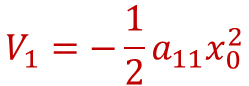 V₁ = − 1/2 a₁₁x₀²